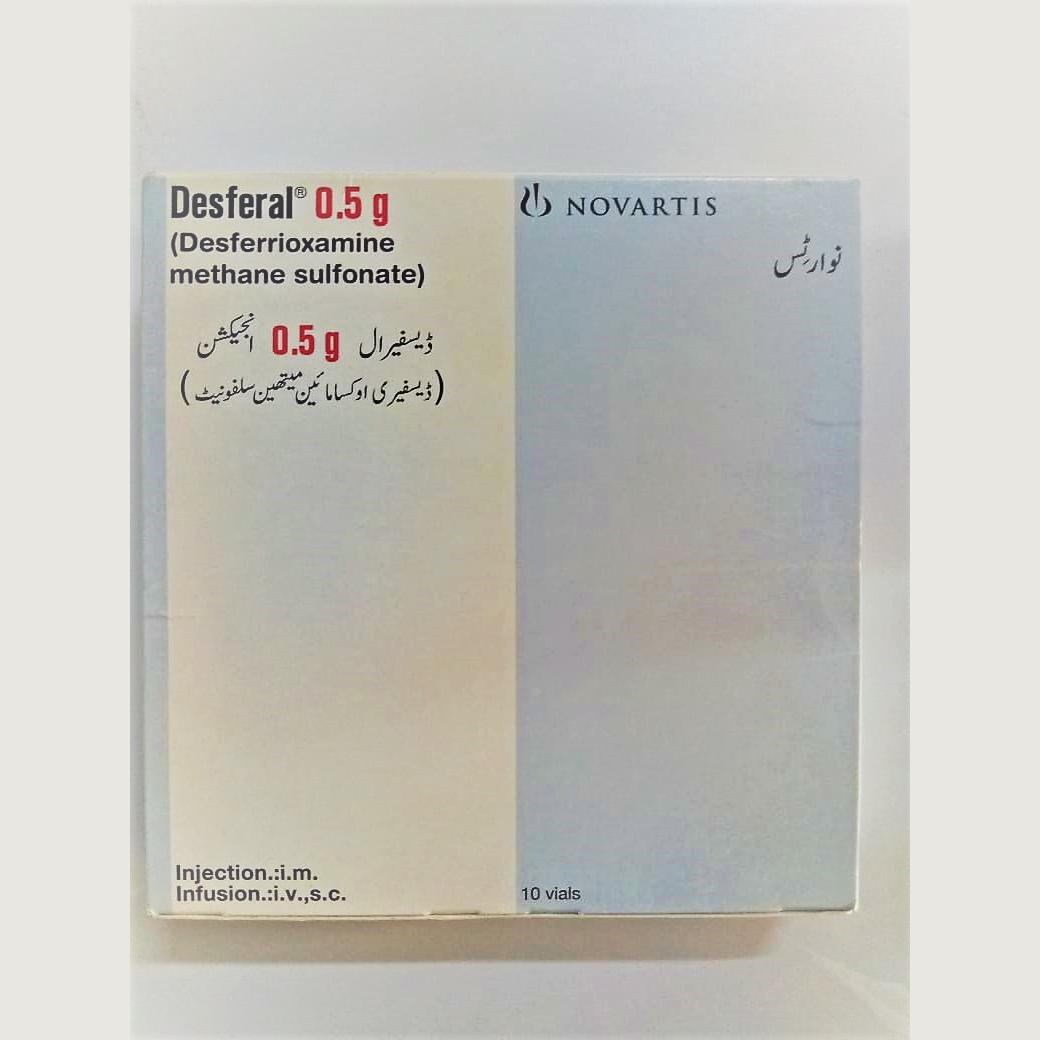 Desferal® 0.5 g
(Desferrioxamine
methane sulfonate)
ڈیسفیرال 0.5 g انجیکشن
(ڈیسفیری اوکسامائین میتھین سلفونیٹ)
Injection.:i.m.
Infusion.:i.v.,s.c.
NOVARTIS
نوارٹِس
10 vials